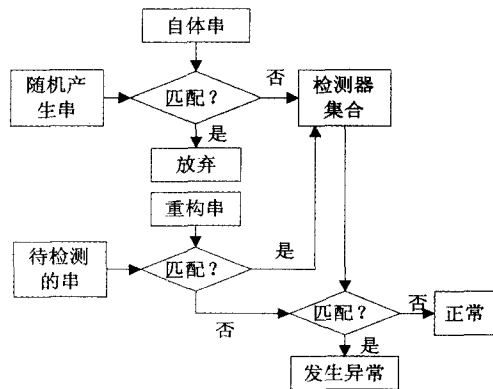 自体串
随机产
生串
匹配？
否
检测器
集合
是
放弃
重构串
待检测
的串
匹配？
是
否
匹配？
否
正常
是
发生异常